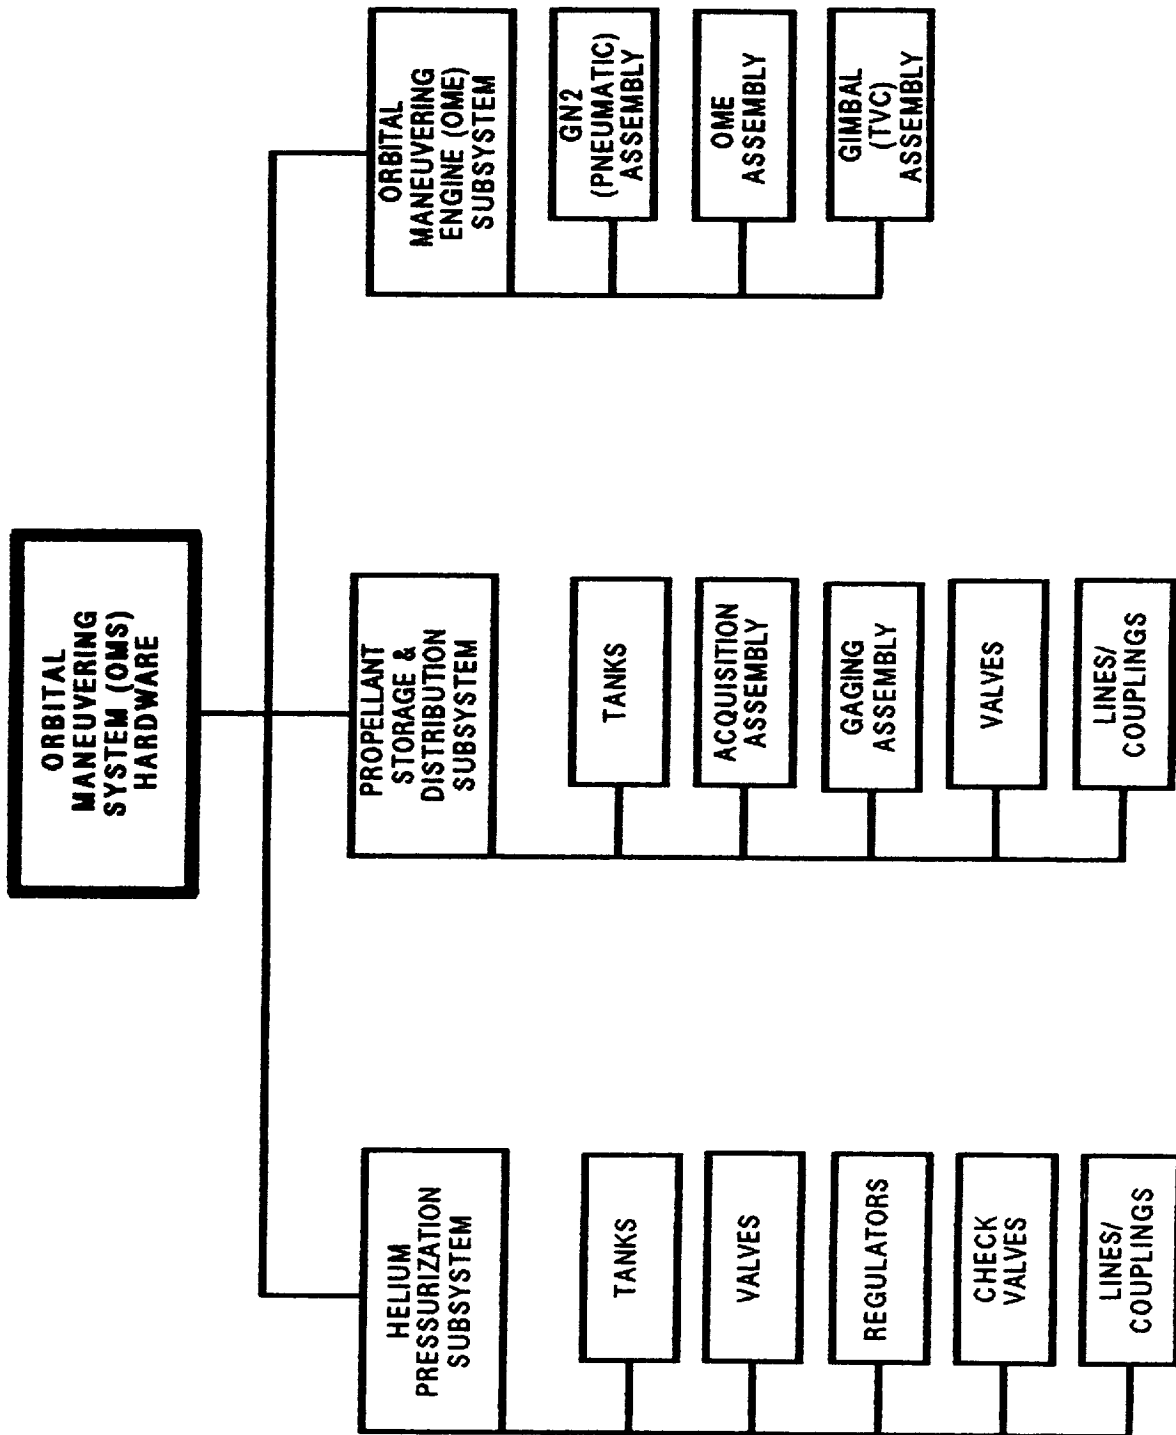 ORBITAL
MANEUVERING
SYSTEM (OMS)
HARDWARE
HELIUM
PRESSURIZATION
SUBSYSTEM
TANKS
VALVES
REGULATORS
CHECK
VALVES
LINES/
COUPLINGS
PROPELLANT
STORAGE &
DISTRIBUTION
SUBSYSTEM
TANKS
ACQUISITION
ASSEMBLY
GAGING
ASSEMBLY
VALVES
LINES/
COUPLINGS
ORBITAL
MANEUVERING
ENGINE (OME)
SUBSYSTEM
GN2
(PNEUMATIC)
ASSEMBLY
OME
ASSEMBLY
GIMBAL
(TVC)
ASSEMBLY